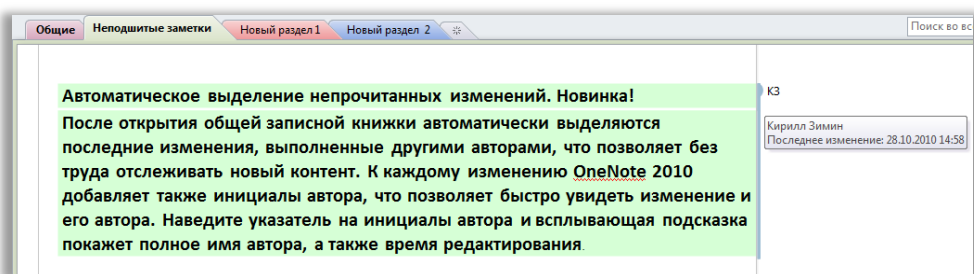 Общие Неподшитые заметки Новый раздел 1 Новый раздел 2 Поиск во вс
Автоматическое выделение непрочитанных изменений. Новинка!
КЗ
После открытия общей записной книжки автоматически выделяются
последние изменения, выполненные другими авторами, что позволяет без
труда отслеживать новый контент. К каждому изменению OneNote 2010
добавляет также инициалы автора, что позволяет быстро увидеть изменение и
его автора. Наведите указатель на инициалы автора и всплывающая подсказка
покажет полное имя автора, а также время редактирования.
Кирилл Зимин
Последнее изменение: 28.10.2010 14:58